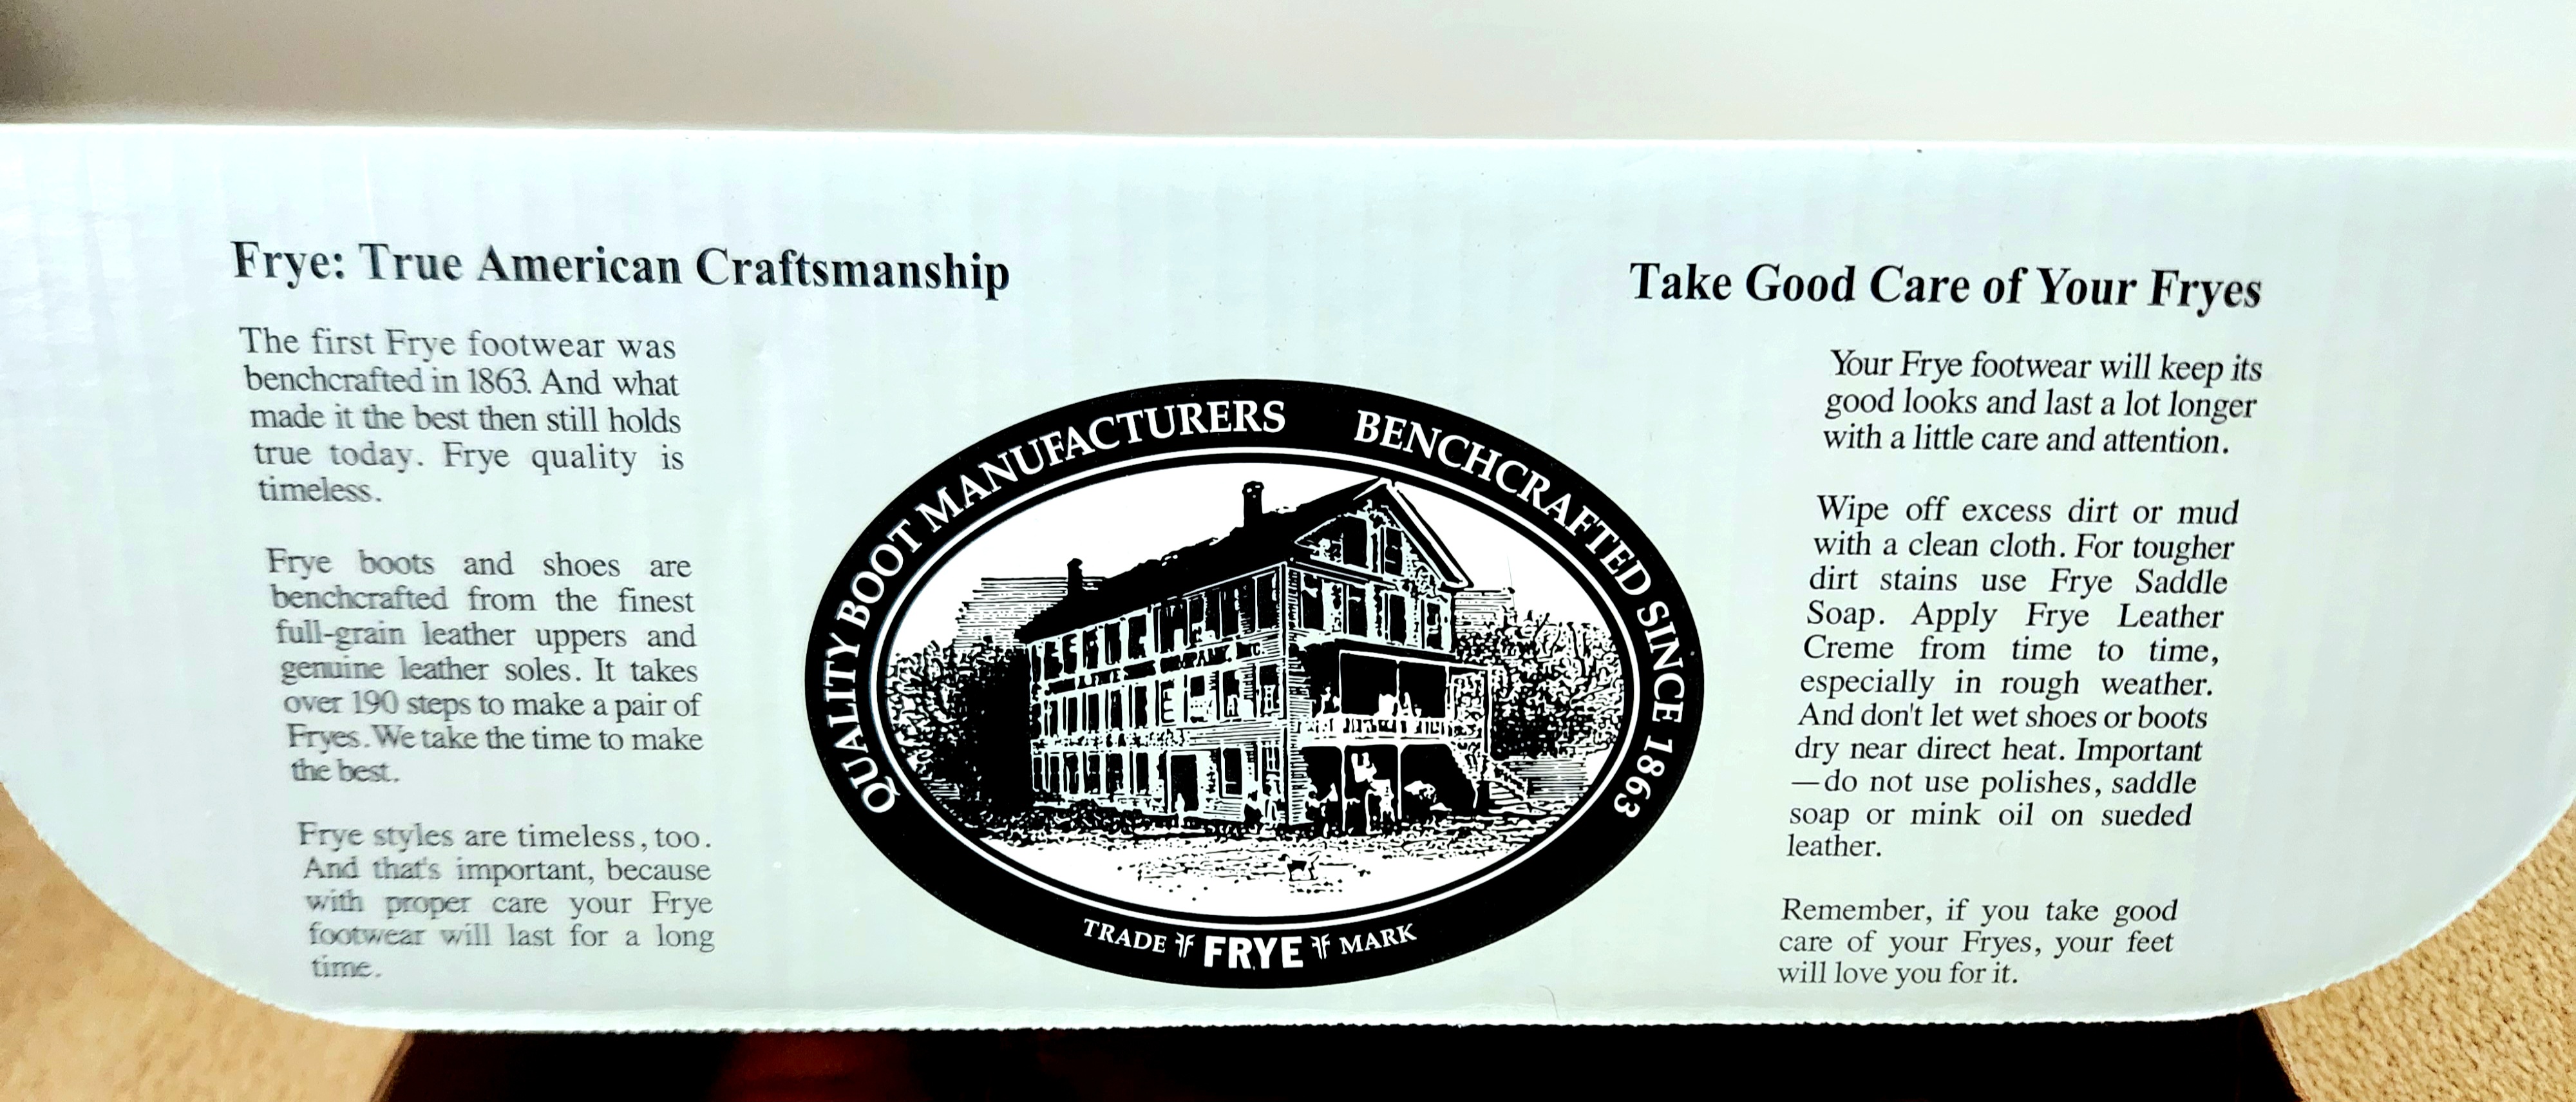 Frye: True American Craftsmanship
The first Frye footwear was
benchcrafted in 1863. And what
made it the best then still holds
true today. Frye quality is
timeless.
Frye boots and shoes are
benchcrafted from the finest
full-grain leather uppers and
genuine leather soles. It takes
over 190 steps to make a pair of
Fryes. We take the time to make
the best.
Frye styles are timeless, too.
And that's important, because
with proper care your Frye
footwear will last for a long
time.
QUALITY BOOT MANUFACTURERS BENCHCRAFTED SINCE 1863
TRADE FRYE MARK
Take Good Care of Your Fryes
Your Frye footwear will keep its
good looks and last a lot longer
with a little care and attention.
Wipe off excess dirt or mud
with a clean cloth. For tougher
dirt stains use Frye Saddle
Soap. Apply Frye Leather
Creme from time to time,
especially in rough weather.
And don't let wet shoes or boots
dry near direct heat. Important
—do not use polishes, saddle
soap or mink oil on sueded
leather.
Remember, if you take good
care of your Fryes, your feet
will love you for it.